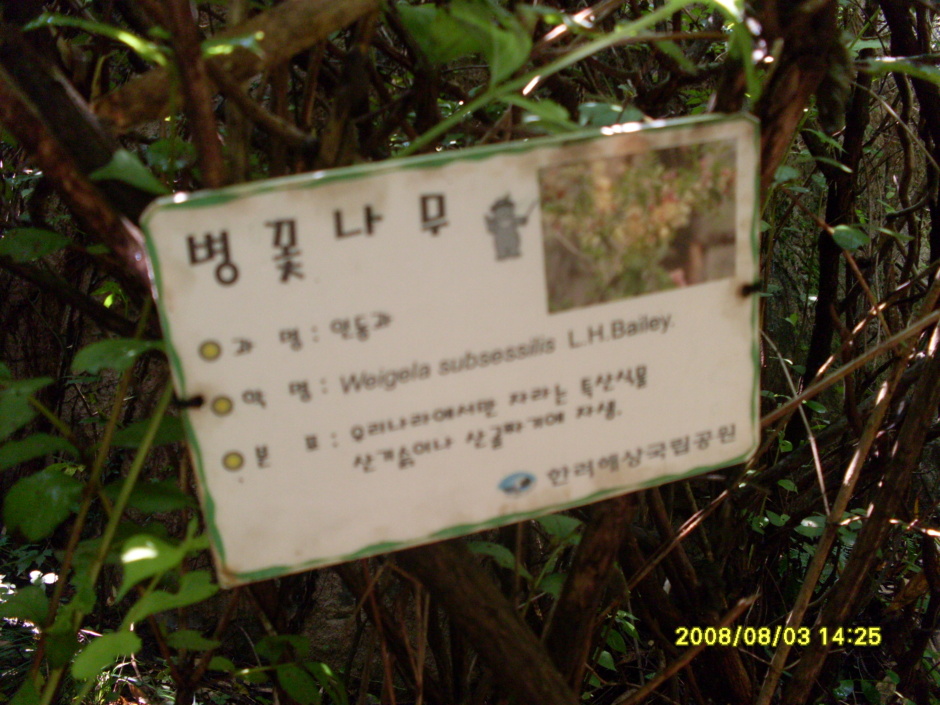 병꽃나무
과 명 : 인동과
학 명 : Weigela subsessilis L.H.Bailey.
분 포 : 우리나라에서만 자라는 특산식물
산기슭이나 산골짜기에 자생.
한려해상국립공원
2008/08/03 14:25